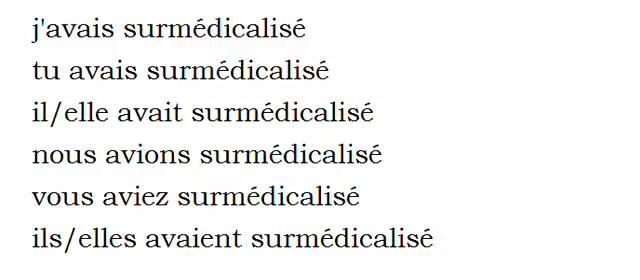 j'avais surmédicalisé
tu avais surmédicalisé
il/elle avait surmédicalisé
nous avions surmédicalisé
vous aviez surmédicalisé
ils/elles avaient surmédicalisé